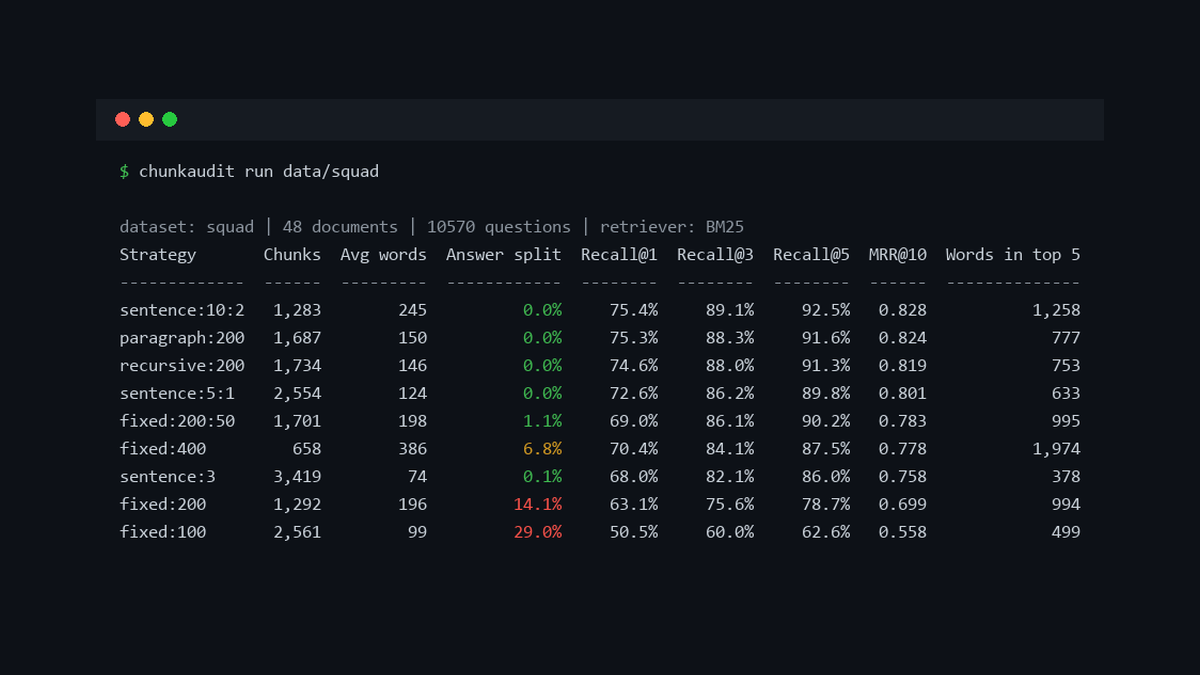 $ chunkaudit run data/squad
dataset: squad | 48 documents | 10570 questions | retriever: BM25
Strategy Chunks Avg words Answer split Recall@1 Recall@3 Recall@5 MRR@10 Words in top 5
------------- ------ --------- ------------ -------- -------- -------- ------ --------------
sentence:10:2 1,283 245 0.0% 75.4% 89.1% 92.5% 0.828 1,258
paragraph:200 1,687 150 0.0% 75.3% 88.3% 91.6% 0.824 777
recursive:200 1,734 146 0.0% 74.6% 88.0% 91.3% 0.819 753
sentence:5:1 2,554 124 0.0% 72.6% 86.2% 89.8% 0.801 633
fixed:200:50 1,701 198 1.1% 69.0% 86.1% 90.2% 0.783 995
fixed:400 658 386 6.8% 70.4% 84.1% 87.5% 0.778 1,974
sentence:3 3,419 74 0.1% 68.0% 82.1% 86.0% 0.758 378
fixed:200 1,292 196 14.1% 63.1% 75.6% 78.7% 0.699 994
fixed:100 2,561 99 29.0% 50.5% 60.0% 62.6% 0.558 499